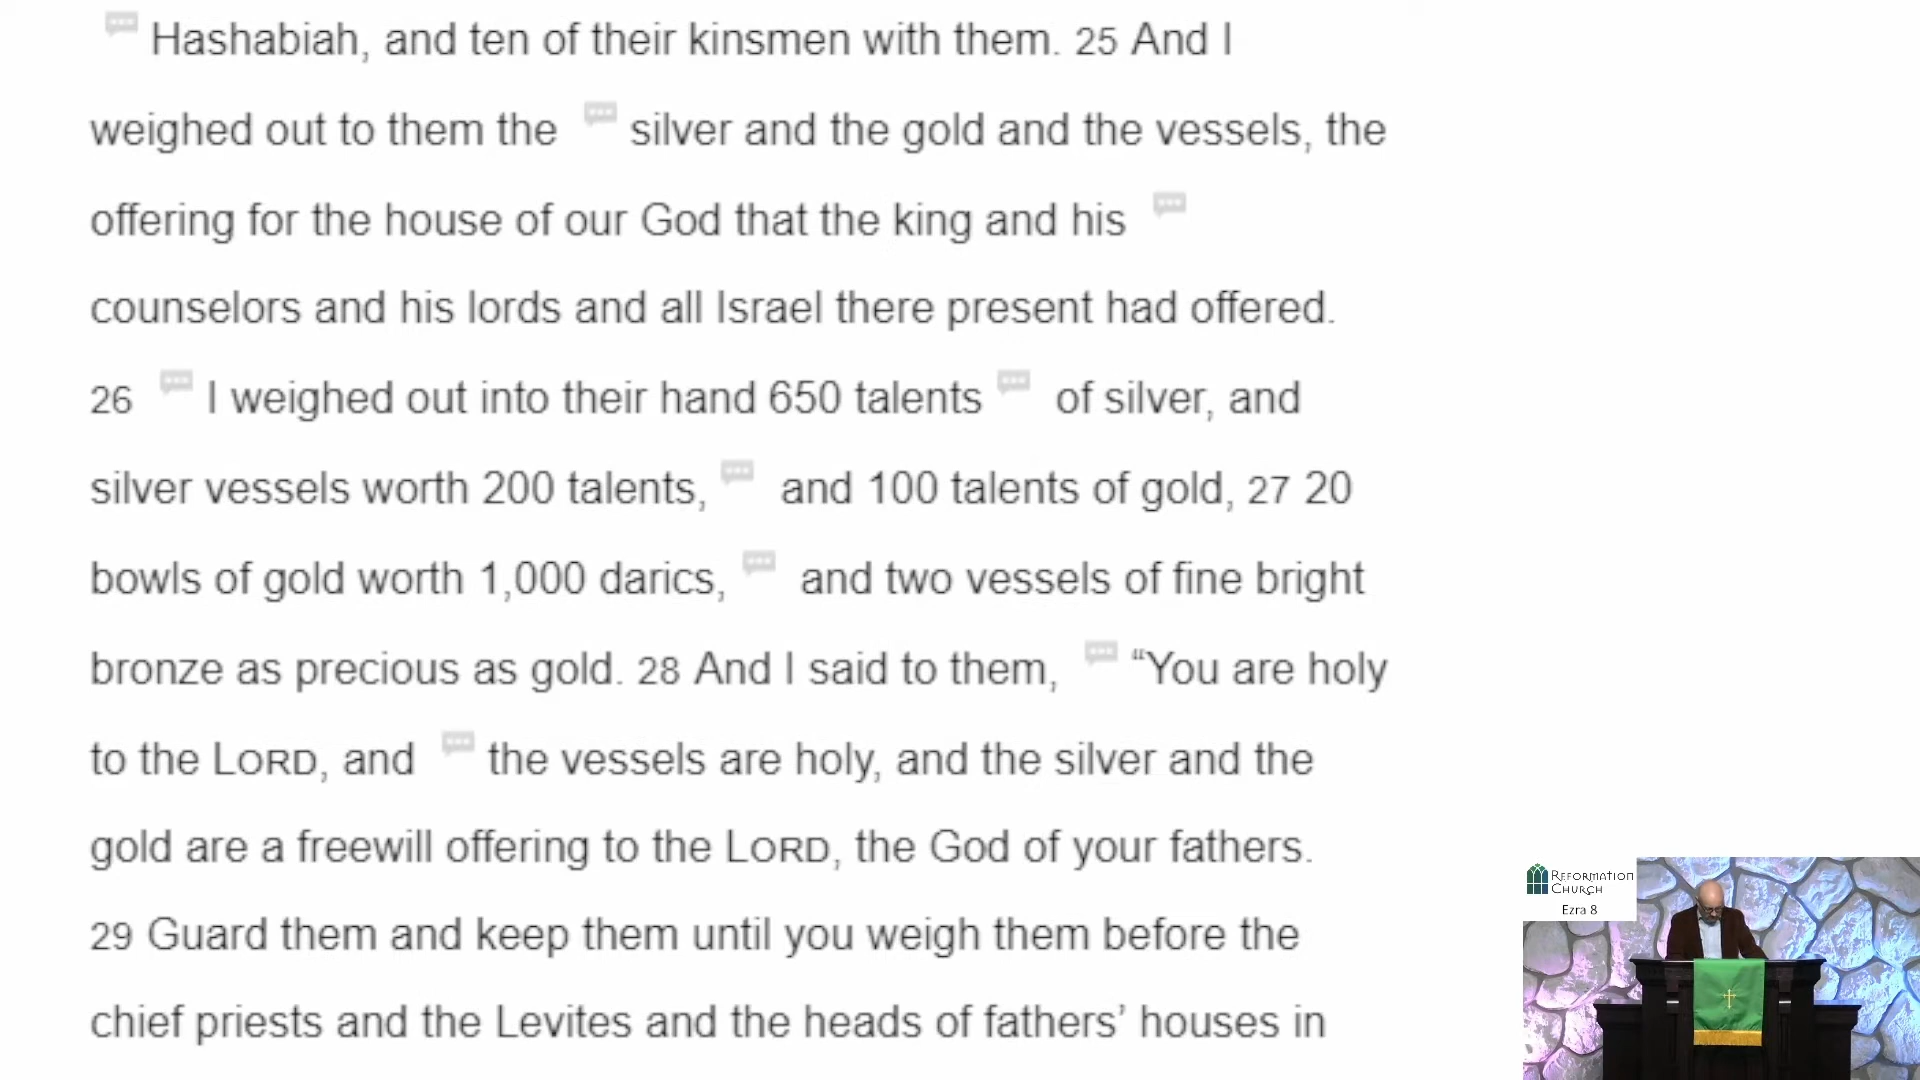 Hashabiah, and ten of their kinsmen with them. 25 And I
weighed out to them the silver and the gold and the vessels, the
offering for the house of our God that the king and his
counselors and his lords and all Israel there present had offered.
26 I weighed out into their hand 650 talents of silver, and
silver vessels worth 200 talents, and 100 talents of gold, 27 20
bowls of gold worth 1,000 darics, and two vessels of fine bright
bronze as precious as gold. 28 And I said to them, “You are holy
to the LORD, and the vessels are holy, and the silver and the
gold are a freewill offering to the LORD, the God of your fathers.
29 Guard them and keep them until you weigh them before the
chief priests and the Levites and the heads of fathers’ houses in
REFORMATION
CHURCH
Ezra 8